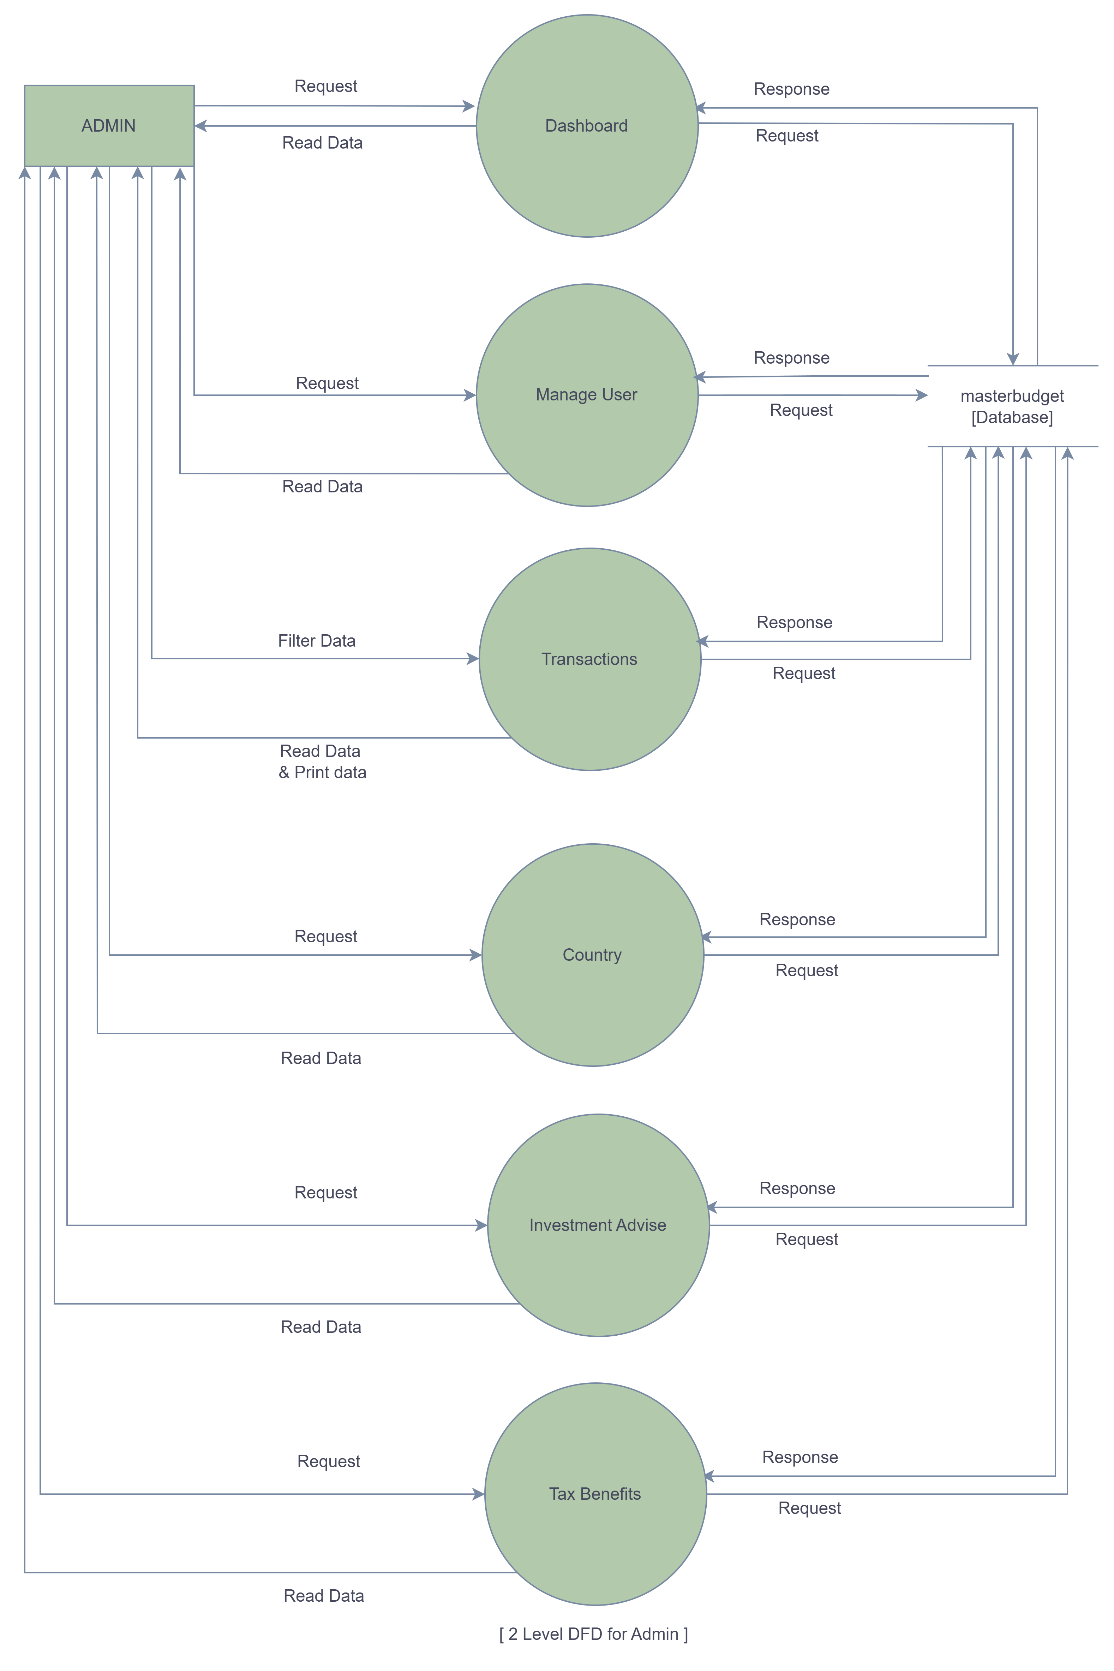 Request
Response
ADMIN
Dashboard
Read Data
Request
Request
Response
Manage User
masterbudget
[Database]
Request
Read Data
Filter Data
Response
Transactions
Request
Read Data
& Print data
Request
Response
Country
Request
Read Data
Request
Response
Investment Advise
Request
Read Data
Request
Response
Tax Benefits
Request
Read Data
[ 2 Level DFD for Admin ]